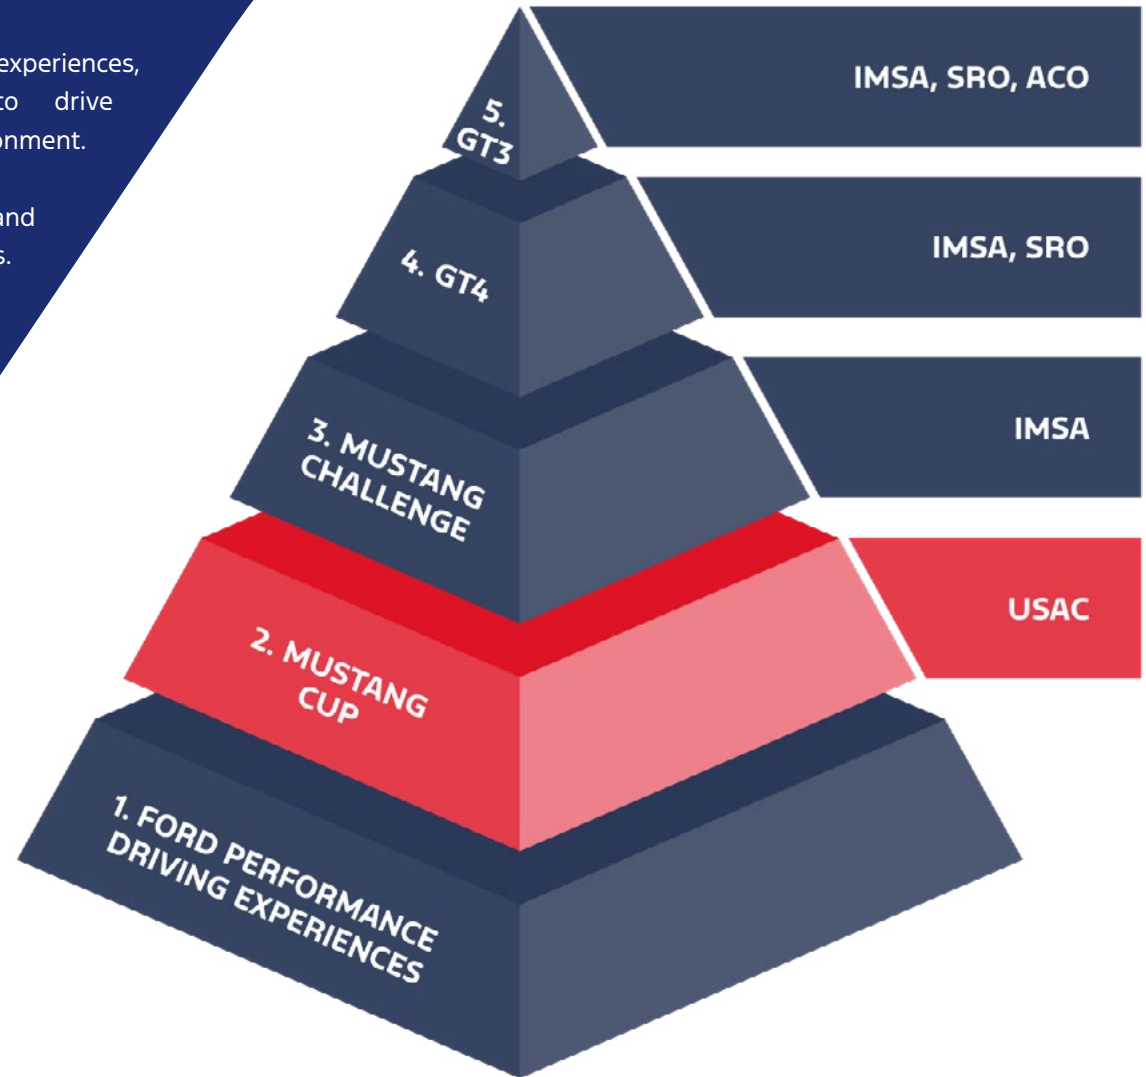 experiences,
to drive
and
5.
GT3
IMSA, SRO, ACO
4. GT4
IMSA, SRO
3. MUSTANG
CHALLENGE
IMSA
2. MUSTANG
CUP
USAC
1. FORD PERFORMANCE
DRIVING EXPERIENCES